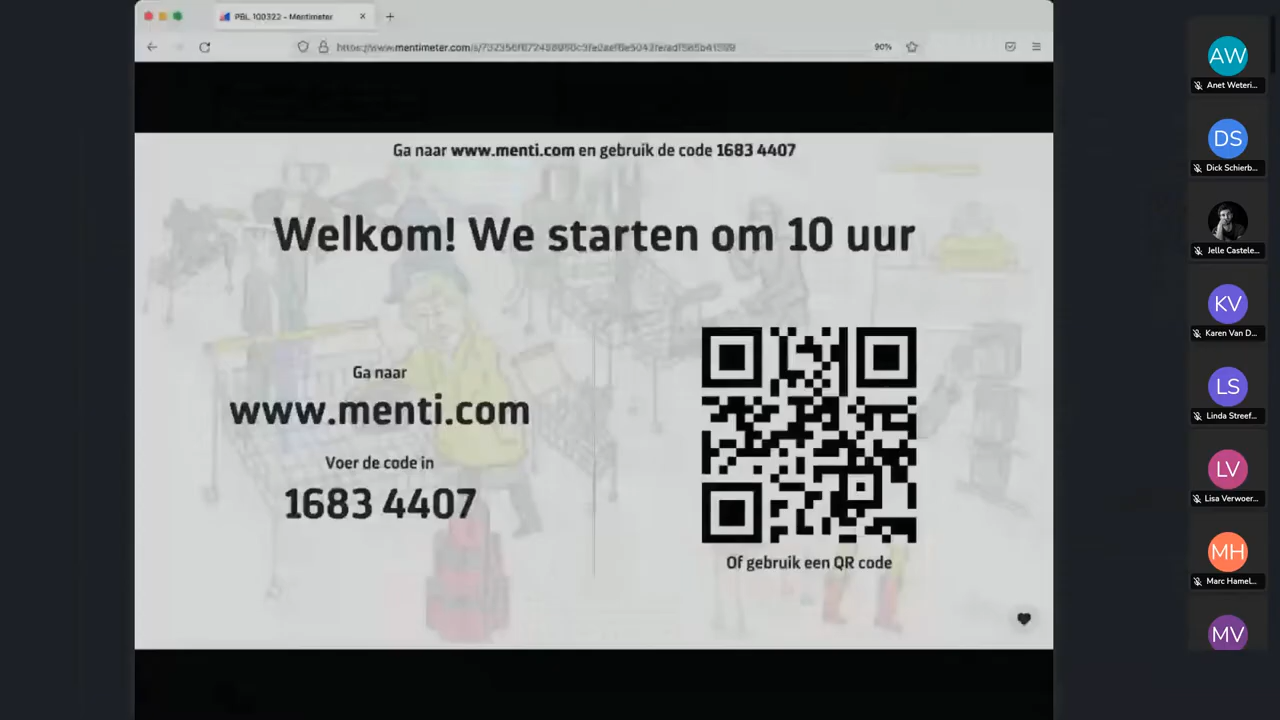 PBL 100322 - Mentimeter
90%
Ga naar www.menti.com en gebruik de code 1683 4407
Welkom! We starten om 10 uur
Ga naar
www.menti.com
Voer de code in
1683 4407
Of gebruik een QR code
AW
Anet Weteri...
DS
Dick Schierb...
Jelle Castele...
KV
Karen Van D...
LS
Linda Streef...
LV
Lisa Verwoer...
MH
Marc Hamel...
MV